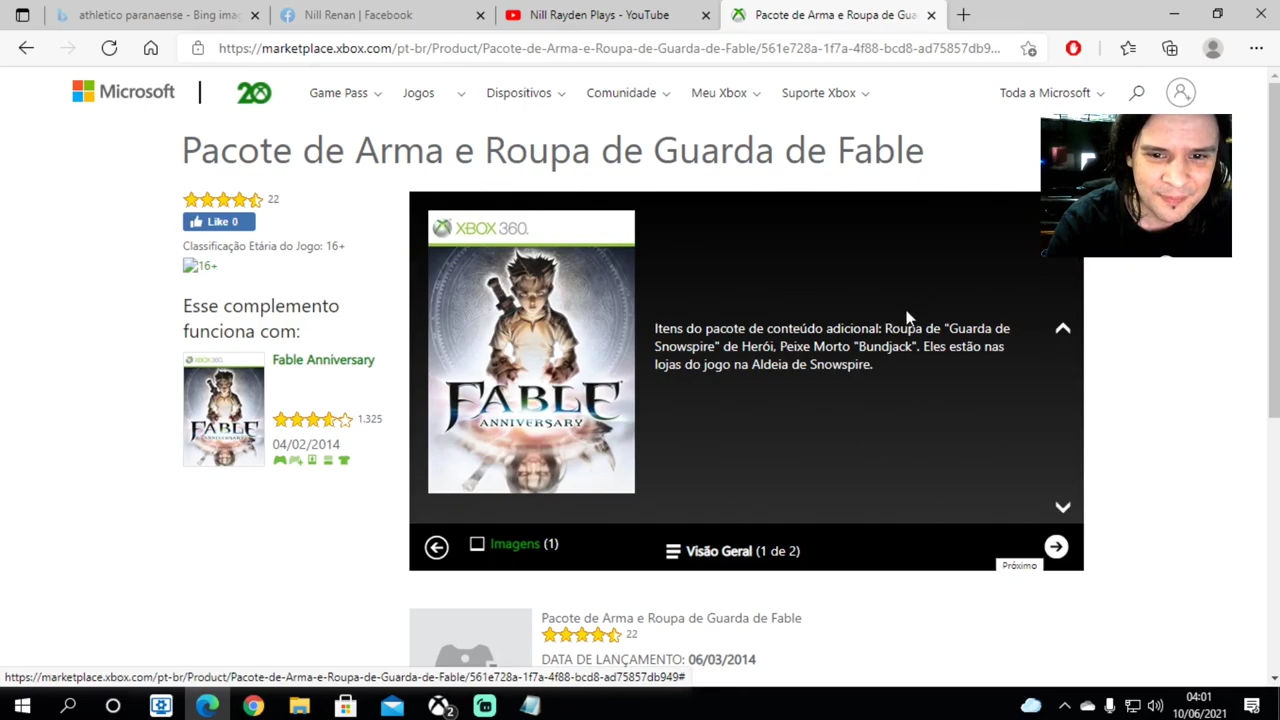 athletico paranaense - Bing imag
Nill Renan | Facebook
Nill Rayden Plays - YouTube
Pacote de Arma e Roupa de Gua
https://marketplace.xbox.com/pt-br/Product/Pacote-de-Arma-e-Roupa-de-Guarda-de-Fable/561e728a-1f7a-4f88-bcd8-ad75857db9...
Microsoft
20
Game Pass
Jogos
Dispositivos
Comunidade
Meu Xbox
Suporte Xbox
Toda a Microsoft
Pacote de Arma e Roupa de Guarda de Fable
22
Like 0
Classificação Etária do Jogo: 16+
16+
Esse complemento
funciona com:
XBOX 360
FABLE
ANNIVERSARY
Fable Anniversary
1.325
04/02/2014
XBOX 360.
FABLE
ANNIVERSARY
Itens do pacote de conteúdo adicional: Roupa de "Guarda de
Snowspire" de Herói, Peixe Morto "Bundjack". Eles estão nas
lojas do jogo na Aldeia de Snowspire.
Imagens (1)
Visão Geral (1 de 2)
Próximo
Pacote de Arma e Roupa de Guarda de Fable
22
DATA DE LANÇAMENTO: 06/03/2014
https://marketplace.xbox.com/pt-br/Product/Pacote-de-Arma-e-Roupa-de-Guarda-de-Fable/561e728a-1f7a-4f88-bcd8-ad75857db949#
2
04:01
10/06/2021